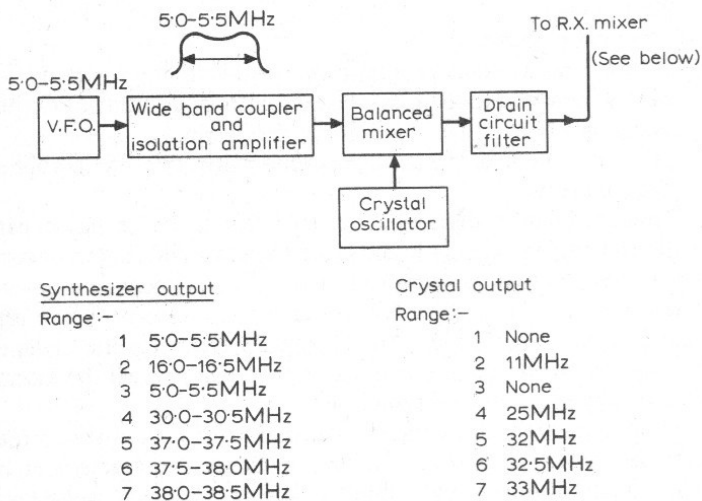 5·0–5·5MHz
To R.X. mixer
(See below)
5·0–5·5MHz
V.F.O.
Wide band coupler
and
isolation amplifier
Balanced
mixer
Drain
circuit
filter
Crystal
oscillator
Synthesizer output
Range:–
1 5·0–5·5MHz
2 16·0–16·5MHz
3 5·0–5·5MHz
4 30·0–30·5MHz
5 37·0–37·5MHz
6 37·5–38·0MHz
7 38·0–38·5MHz
Crystal output
Range:–
1 None
2 11MHz
3 None
4 25MHz
5 32MHz
6 32·5MHz
7 33MHz